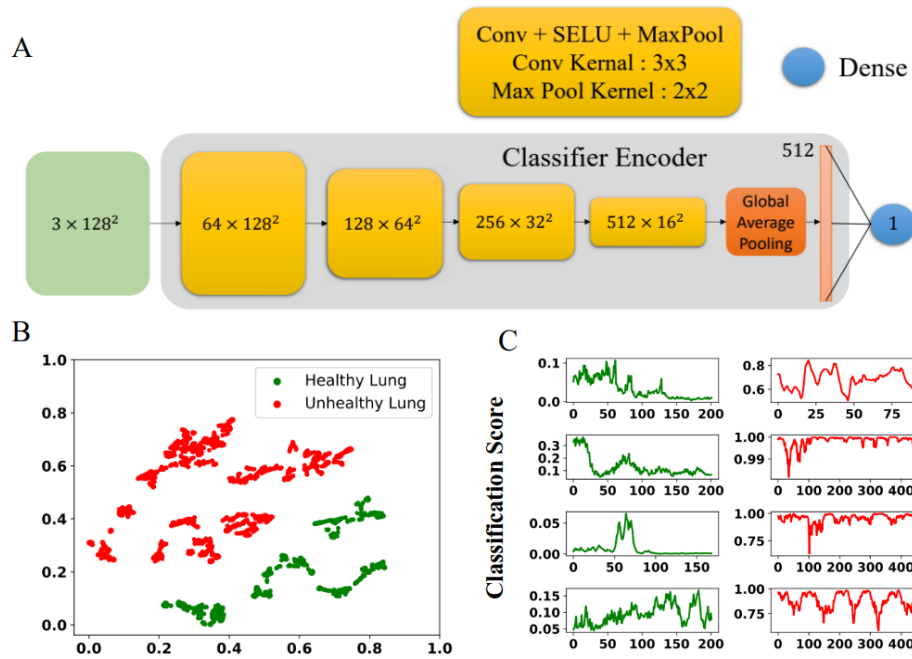 A
Conv + SELU + MaxPool
Conv Kernal : 3x3
Max Pool Kernel : 2x2
Dense
Classifier Encoder
512
3 × 128²
64 × 128²
128 × 64²
256 × 32²
512 × 16²
Global
Average
Pooling
1
B
1.0
0.8
0.6
0.4
0.2
0.0
0.0 0.2 0.4 0.6 0.8 1.0
Healthy Lung
Unhealthy Lung
C
Classification Score
0.1
0.0
0 50 100 150 200
0.8
0.6
0 25 50 75
0.3
0.2
0.1
0 50 100 150 200
1.00
0.99
0 100 200 300 400
0.05
0.00
0 50 100 150
1.00
0.75
0 100 200 300 400
0.15
0.10
0.05
0 50 100 150 200
1.00
0.75
0 100 200 300 400